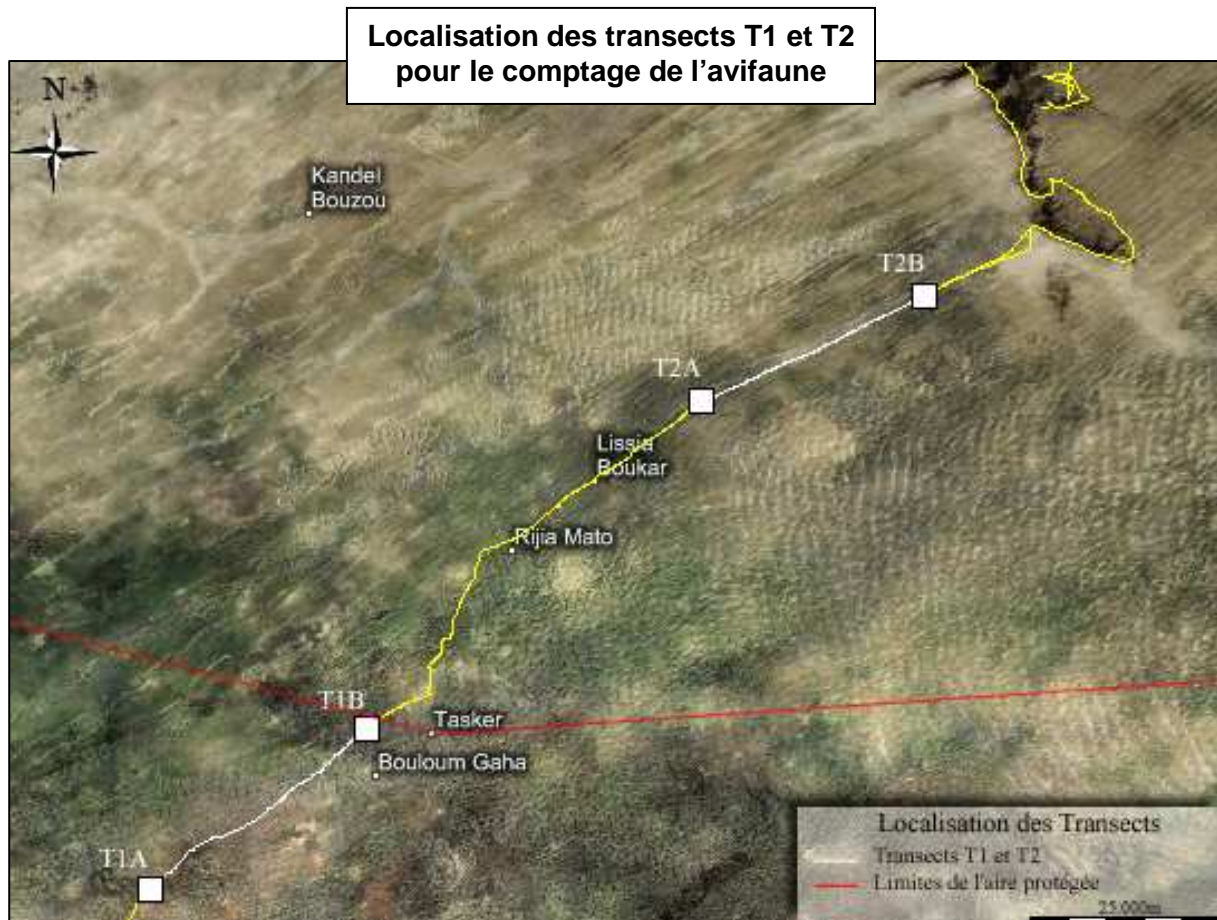 Localisation des transects T1 et T2
pour le comptage de l'avifaune
N
Kandel
Bouzou
T2B
T2A
Lissia
Boukar
Rijia Mato
T1B
Tasker
Bouloum Gaha
T1A
Localisation des Transects
Transects T1 et T2
Limites de l'aire protégée
25.000m